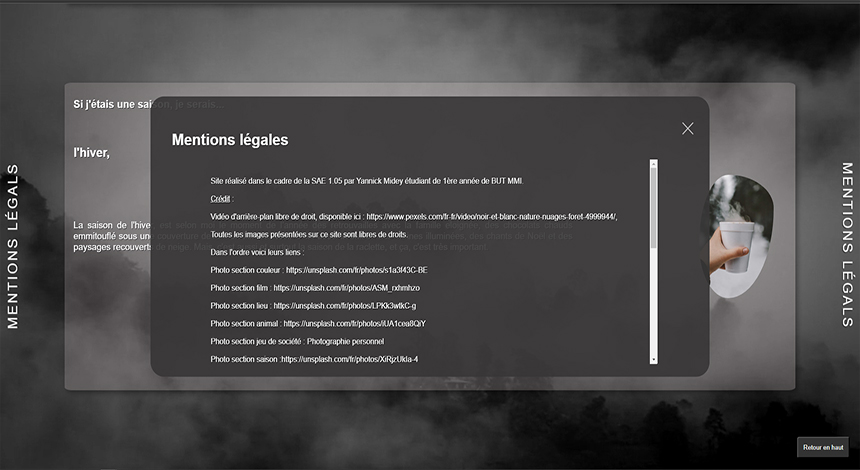 MENTIONS LÉGALS
Si j'étais une saison, je serais...
l'hiver,
La saison de l'hive
emmitouflé sous une couverture
paysages recouverts de neige.
Mentions légales
Site réalisé dans le cadre de la SAE 1.05 par Yannick Midey étudiant de 1ère année de BUT MMI.
Crédit :
Vidéo d'arrière-plan libre de droit, disponible ici : https://www.pexels.com/fr-fr/video/noir-et-blanc-nature-nuages-foret-4999944/,
Toutes les images présentées sur ce site sont libres de droits.
Dans l'ordre voici leurs liens :
Photo section couleur : https://unsplash.com/fr/photos/s1a3l43C-BE
Photo section film : https://unsplash.com/fr/photos/ASM_rxhmhzo
Photo section lieu : https://unsplash.com/fr/photos/LPKk3wtkC-g
Photo section animal : https://unsplash.com/fr/photos/iUA1cea8QiY
Photo section jeu de société : Photographie personnel
Photo section saison :https://unsplash.com/fr/photos/XiRjzUkla-4
MENTIONS LÉGALS
Retour en haut